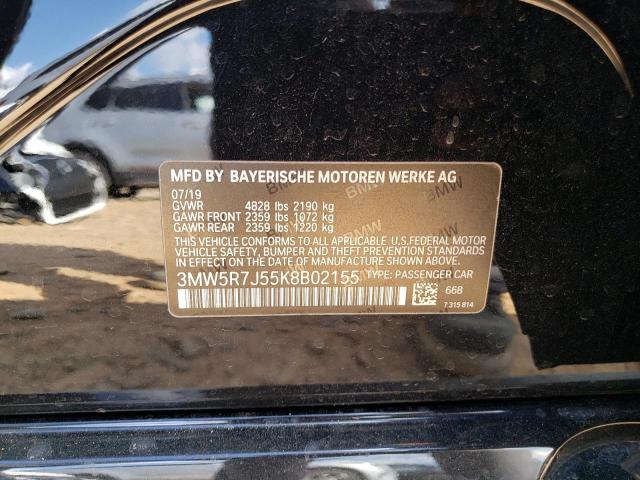 MFD BY BAYERISCHE MOTOREN WERKE AG
07/19
GVWR 4828 lbs 2190 kg
GAWR FRONT 2359 lbs 1072 kg
GAWR REAR 2359 lbs 1220 kg
THIS VEHICLE CONFORMS TO ALL APPLICABLE U.S.FEDERAL MOTOR
VEHICLE SAFETY, BUMPER AND THEFT PREVENTION STANDARDS
IN EFFECT ON THE DATE OF MANUFACTURE SHOWN ABOVE.
3MW5R7J55K8B02155 TYPE: PASSENGER CAR
668
7 315 814